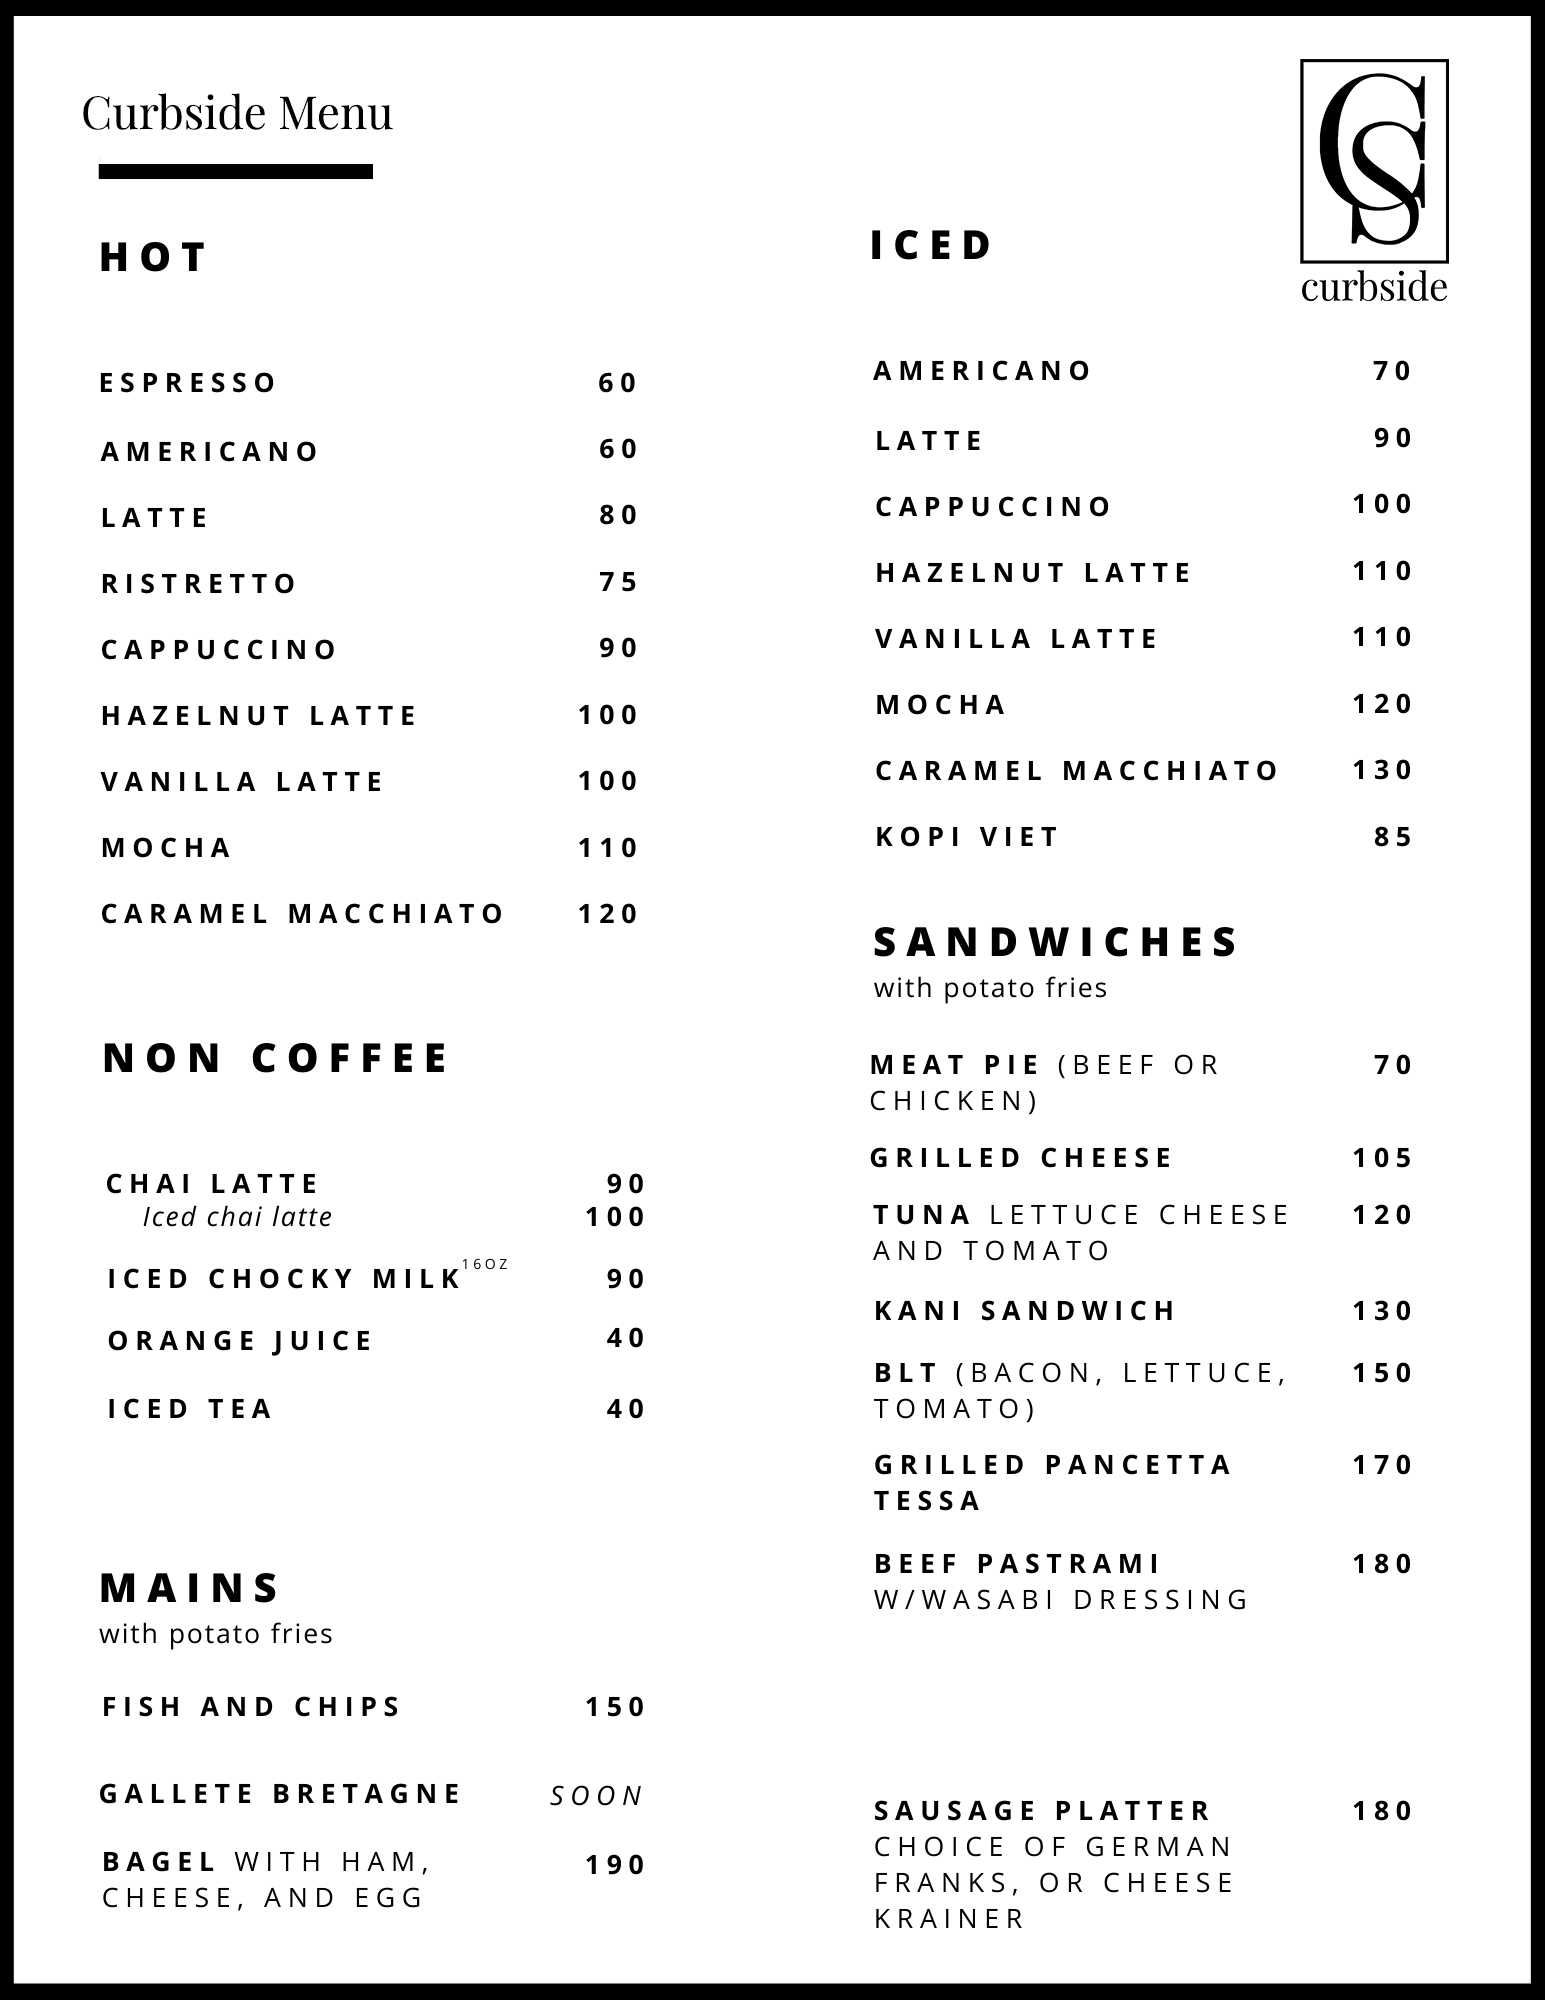 Curbside Menu
CS
curbside
HOT
ESPRESSO 60
AMERICANO 60
LATTE 80
RISTRETTO 75
CAPPUCCINO 90
HAZELNUT LATTE 100
VANILLA LATTE 100
MOCHA 110
CARAMEL MACCHIATO 120
NON COFFEE
CHAI LATTE 90
Iced chai latte 100
ICED CHOCKY MILK 16OZ 90
ORANGE JUICE 40
ICED TEA 40
MAINS
with potato fries
FISH AND CHIPS 150
GALLETE BRETAGNE SOON
BAGEL WITH HAM, 190
CHEESE, AND EGG
ICED
AMERICANO 70
LATTE 90
CAPPUCCINO 100
HAZELNUT LATTE 110
VANILLA LATTE 110
MOCHA 120
CARAMEL MACCHIATO 130
KOPI VIET 85
SANDWICHES
with potato fries
MEAT PIE (BEEF OR 70
CHICKEN)
GRILLED CHEESE 105
TUNA LETTUCE CHEESE 120
AND TOMATO
KANI SANDWICH 130
BLT (BACON, LETTUCE, 150
TOMATO)
GRILLED PANCETTA 170
TESSA
BEEF PASTRAMI 180
W/WASABI DRESSING
SAUSAGE PLATTER 180
CHOICE OF GERMAN
FRANKS, OR CHEESE
KRAINER